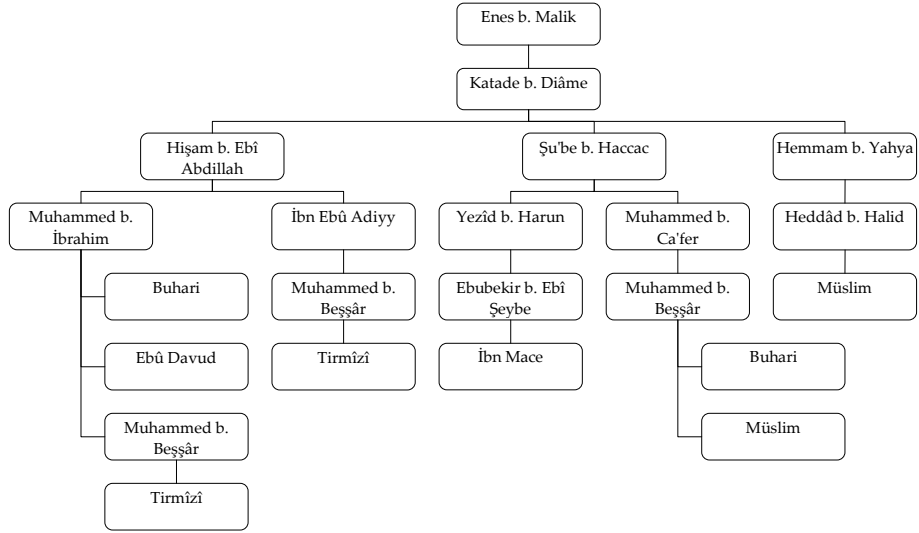 Enes b. Malik
Katade b. Diâme
Hişam b. Ebî
Abdillah
Şu'be b. Haccac
Hemmam b. Yahya
Muhammed b.
İbrahim
İbn Ebû Adiyy
Yezîd b. Harun
Muhammed b.
Ca'fer
Heddâd b. Halid
Buhari
Muhammed b.
Beşşâr
Ebubekir b. Ebî
Şeybe
Muhammed b.
Beşşâr
Müslim
Ebû Davud
Tirmîzî
İbn Mace
Buhari
Muhammed b.
Beşşâr
Müslim
Tirmîzî